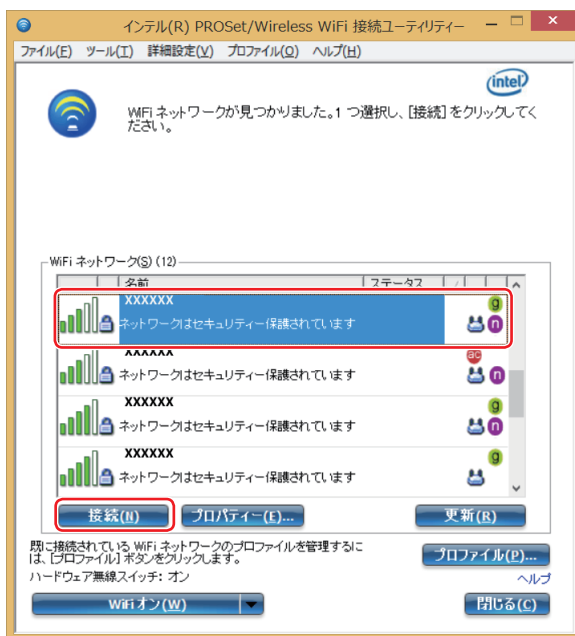 インテル(R) PROSet/Wireless WiFi 接続ユーティリティー
ファイル(F) ツール(T) 詳細設定(V) プロファイル(O) ヘルプ(H)
intel
WiFi ネットワークが見つかりました。1 つ選択し、[接続] をクリックしてく
ださい。
WiFi ネットワーク(S) (12)
名前 ステータス
XXXXXX
g
ネットワークはセキュリティー保護されています
n
XXXXXX
ac
ネットワークはセキュリティー保護されています
n
XXXXXX
g
ネットワークはセキュリティー保護されています
n
XXXXXX
g
ネットワークはセキュリティー保護されています
接続(N) プロパティー(E)... 更新(R)
既に接続されている WiFi ネットワークのプロファイルを管理するに
は、[プロファイル] ボタンをクリックします。
プロファイル(P)...
ハードウェア無線スイッチ: オン
ヘルプ
WiFi オン(W) 閉じる(C)